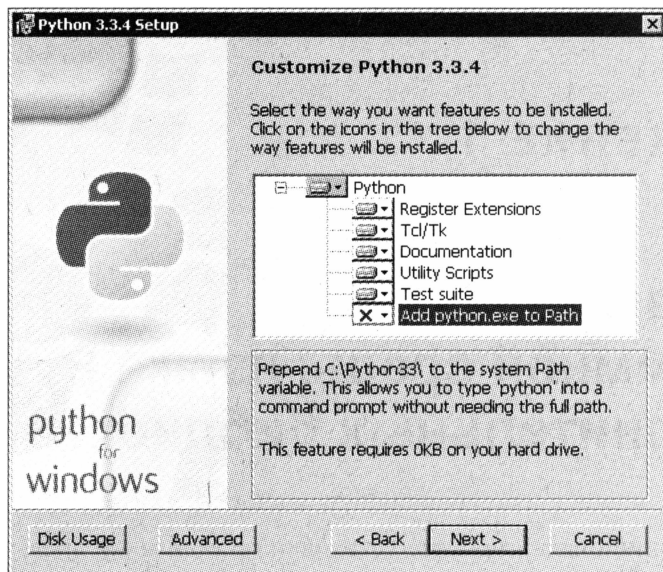 Python 3.3.4 Setup
Customize Python 3.3.4
Select the way you want features to be installed.
Click on the icons in the tree below to change the
way features will be installed.
Python
Register Extensions
Tcl/Tk
Documentation
Utility Scripts
Test suite
Add python.exe to Path
Prepend C:\Python33\ to the system Path
variable. This allows you to type 'python' into a
command prompt without needing the full path.
This feature requires 0KB on your hard drive.
python
for
windows
Disk Usage
Advanced
< Back
Next >
Cancel